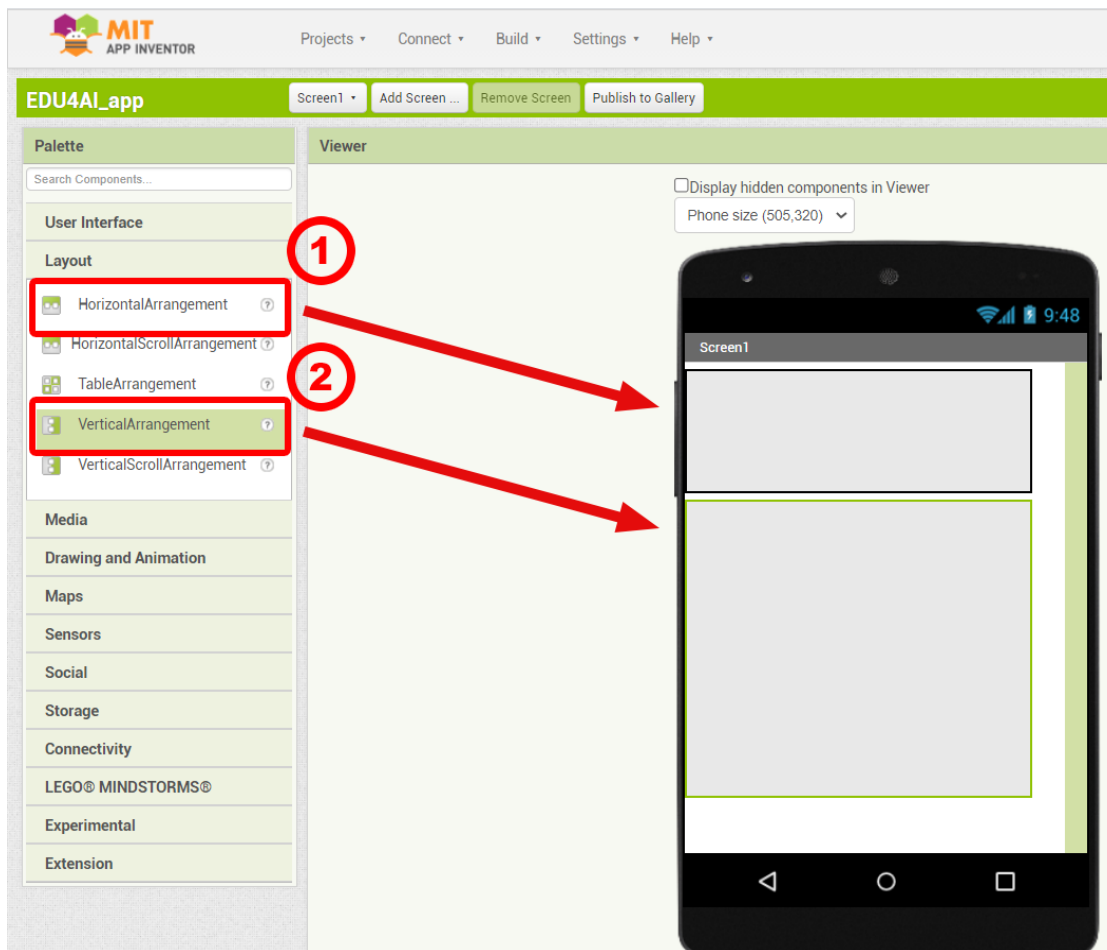 MIT
APP INVENTOR
Projects Connect Build Settings Help
EDU4AI_app
Screen1 Add Screen ... Remove Screen Publish to Gallery
Palette
Viewer
Search Components...
Display hidden components in Viewer
Phone size (505,320)
User Interface
Layout
1
HorizontalArrangement ?
HorizontalScrollArrangement ?
2
TableArrangement ?
VerticalArrangement ?
VerticalScrollArrangement ?
9:48
Screen1
Media
Drawing and Animation
Maps
Sensors
Social
Storage
Connectivity
LEGO® MINDSTORMS®
Experimental
Extension